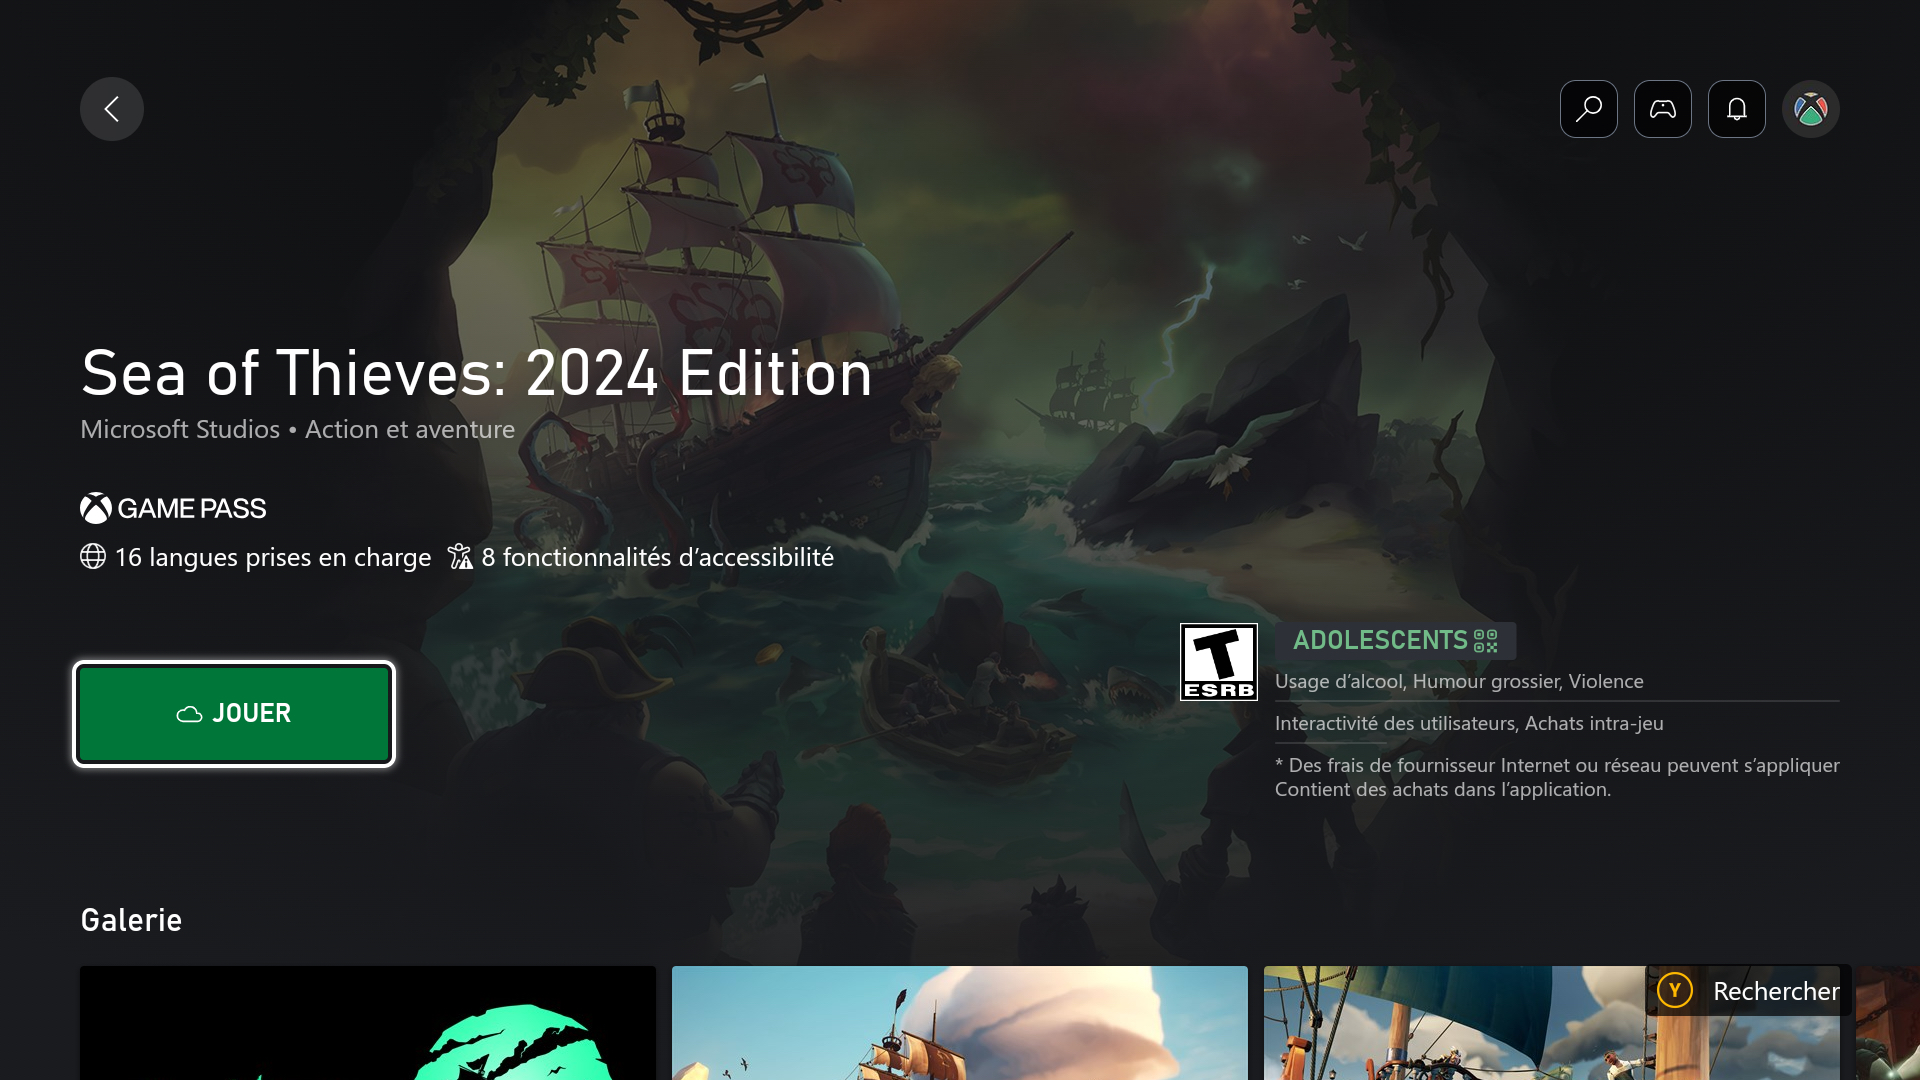 Sea of Thieves: 2024 Edition
Microsoft Studios • Action et aventure
GAME PASS
16 langues prises en charge 8 fonctionnalités d’accessibilité
JOUER
T
ESRB
ADOLESCENTS
Usage d’alcool, Humour grossier, Violence
Interactivité des utilisateurs, Achats intra-jeu
* Des frais de fournisseur Internet ou réseau peuvent s’appliquer
Contient des achats dans l’application.
Galerie
Y Rechercher